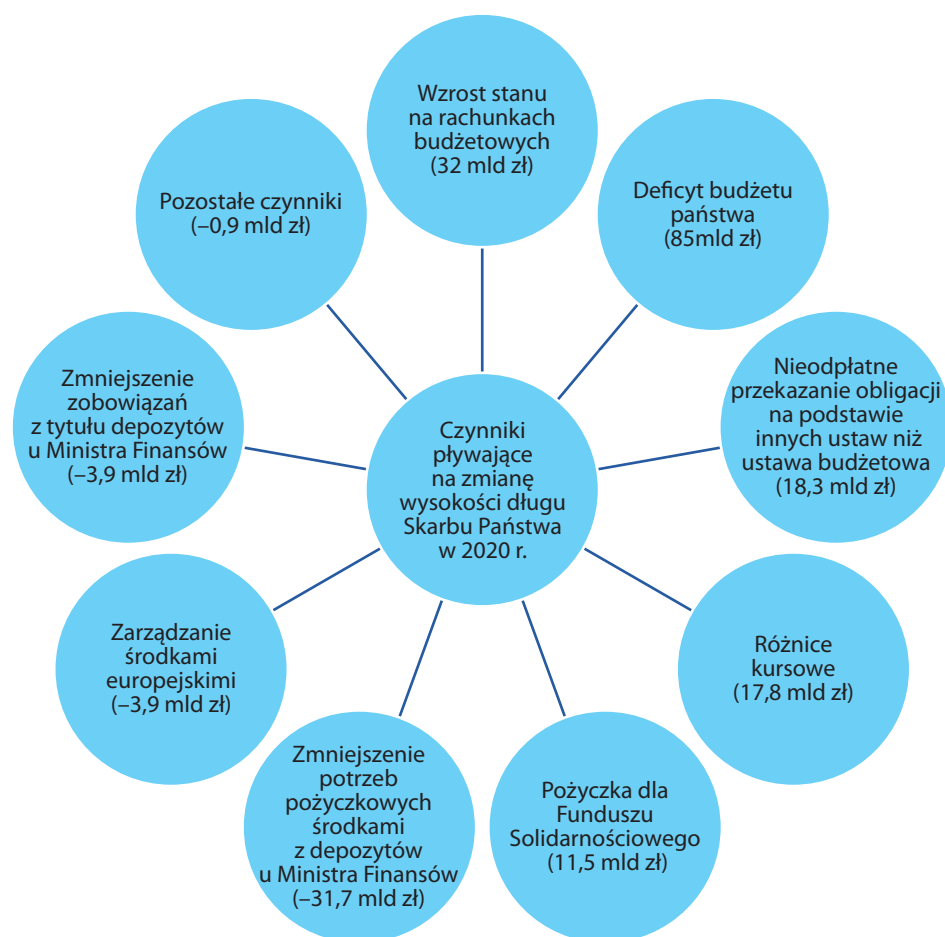 Wzrost stanu
na rachunkach
budżetowych
(32 mld zł)
Deficyt budżetu
państwa
(85mld zł)
Nieodpłatne
przekazanie obligacji
na podstawie
innych ustaw niż
ustawa budżetowa
(18,3 mld zł)
Różnice
kursowe
(17,8 mld zł)
Pożyczka dla
Funduszu
Solidarnościowego
(11,5 mld zł)
Zmniejszenie
potrzeb
pożyczkowych
środkami
z depozytów
u Ministra Finansów
(–31,7 mld zł)
Zarządzanie
środkami
europejskimi
(–3,9 mld zł)
Zmniejszenie
zobowiązań
z tytułu depozytów
u Ministra Finansów
(–3,9 mld zł)
Pozostałe czynniki
(–0,9 mld zł)
Czynniki
pływające
na zmianę
wysokości długu
Skarbu Państwa
w 2020 r.